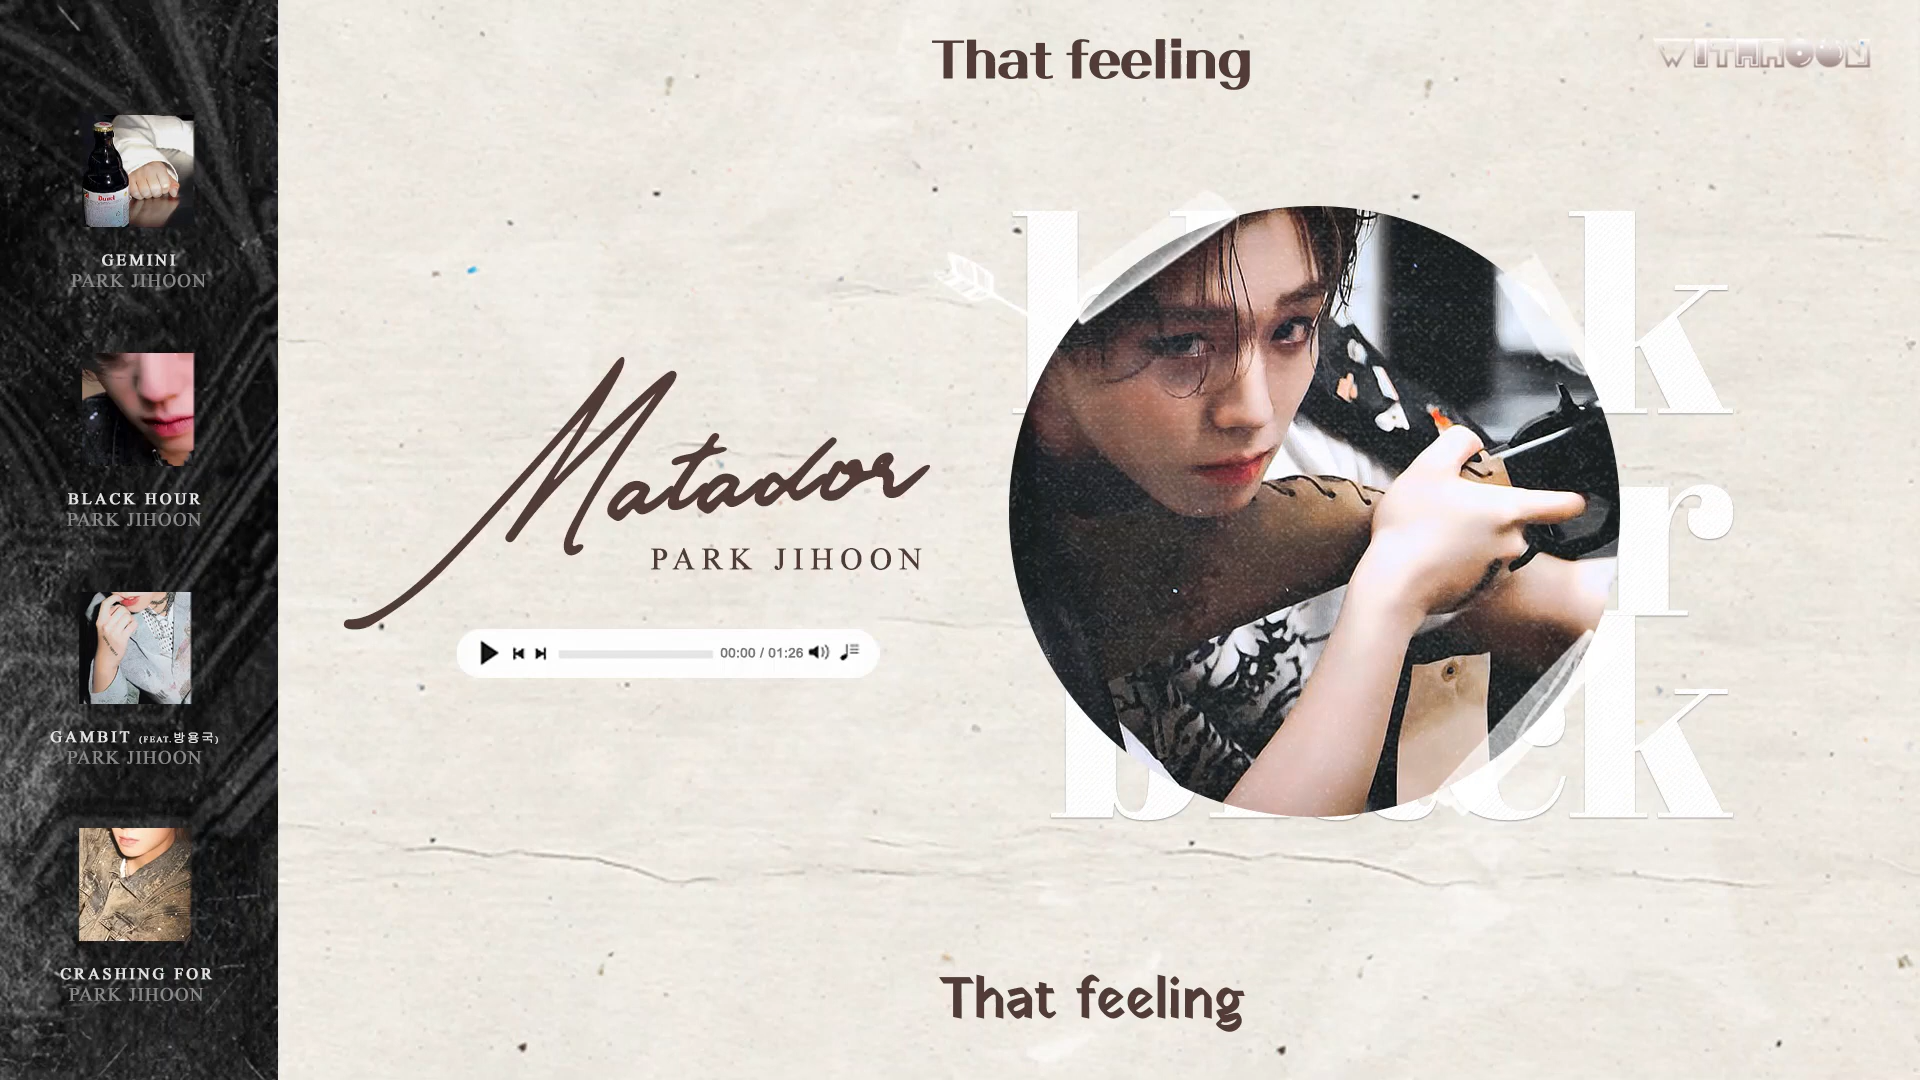 That feeling
WITHHOON
GEMINI
PARK JIHOON
BLACK HOUR
PARK JIHOON
GAMBIT (FEAT.방용국)
PARK JIHOON
CRASHING FOR
PARK JIHOON
Matador
PARK JIHOON
00:00 / 01:26
Duvel
k
r
k
That feeling